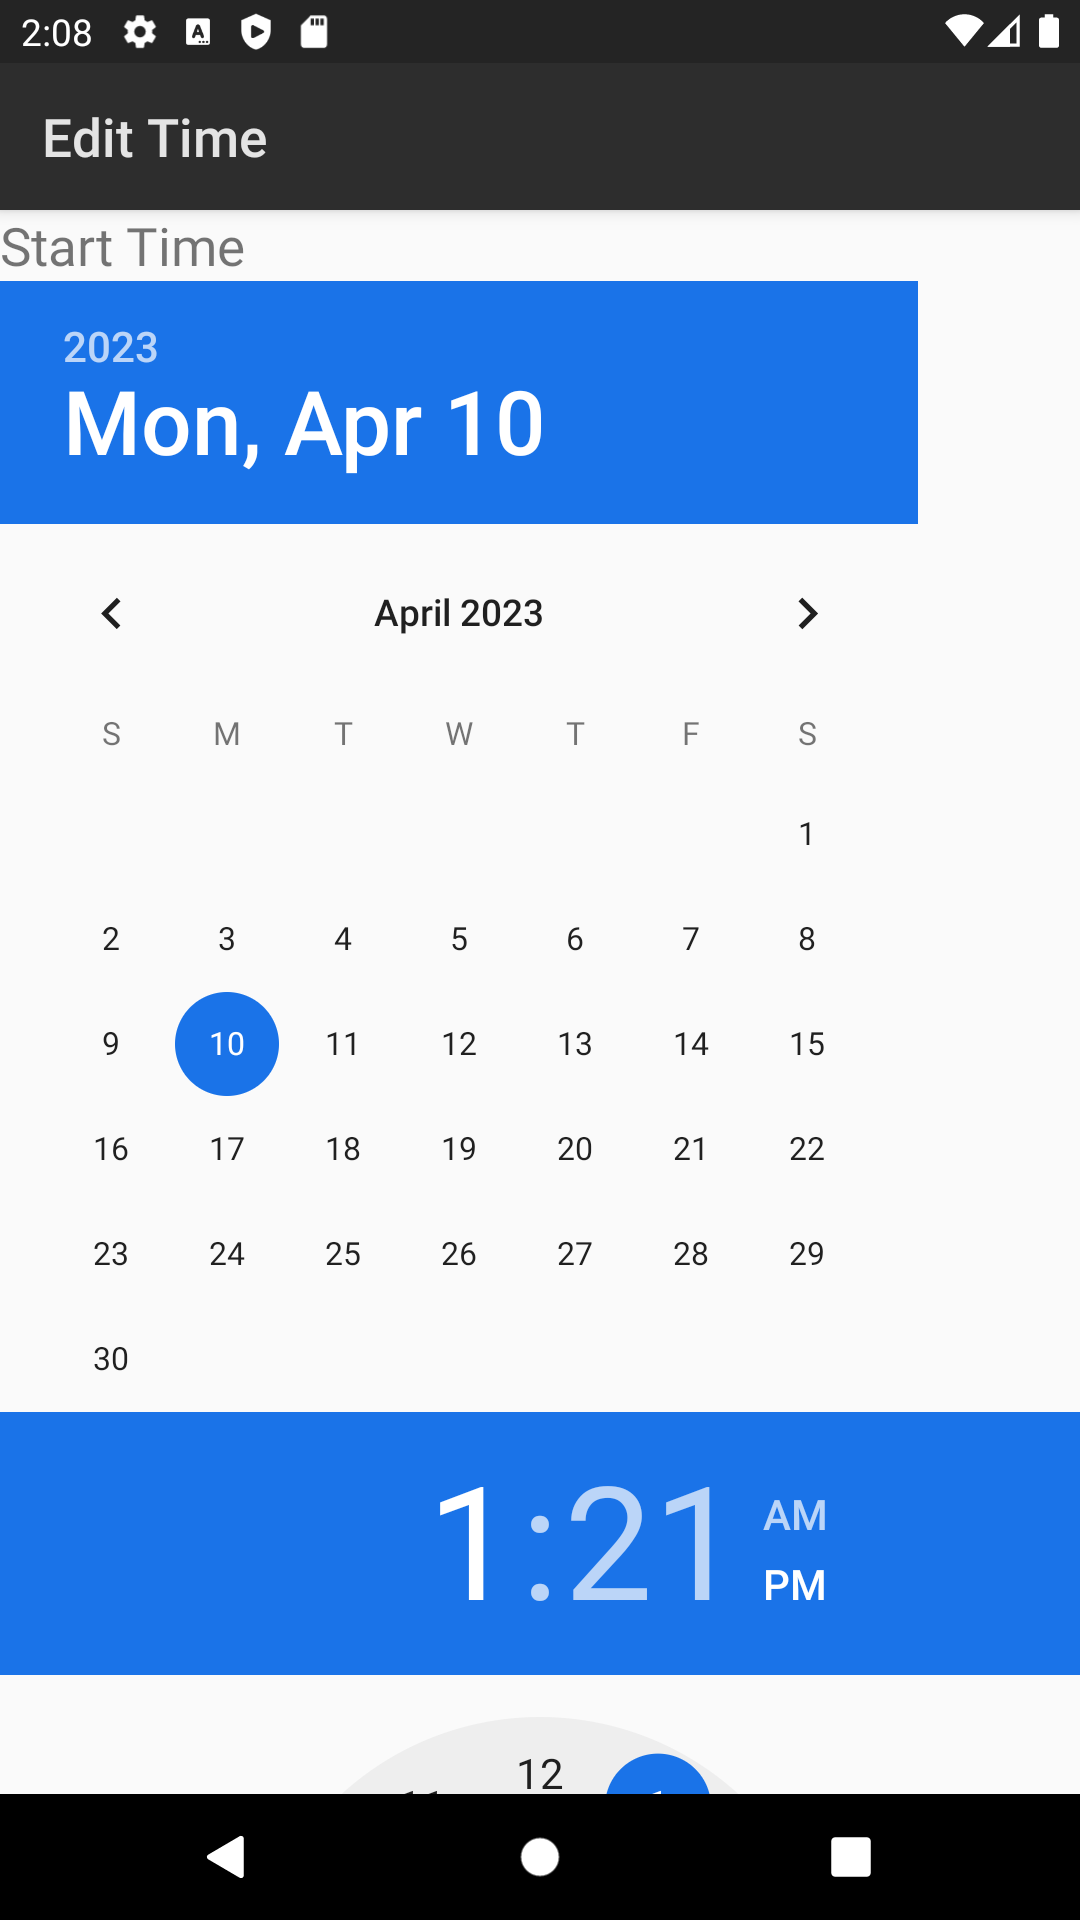 2:08
Edit Time
Start Time
2023
Mon, Apr 10
April 2023
S M T W T F S
1
2 3 4 5 6 7 8
9 10 11 12 13 14 15
16 17 18 19 20 21 22
23 24 25 26 27 28 29
30
1:21 AM
PM
12